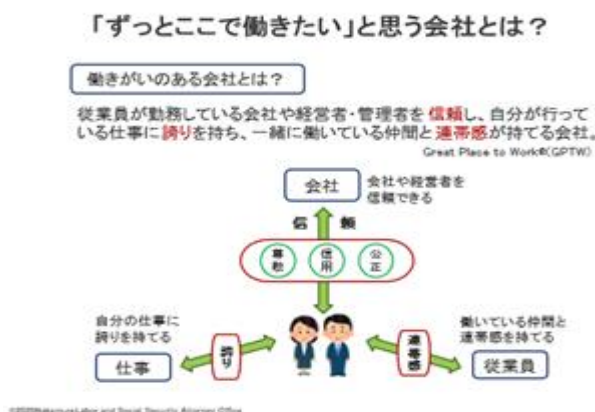 「ずっとここで働きたい」と思う会社とは？
働きがいのある会社とは？
従業員が勤務している会社や経営者・管理者を信頼し、自分が行って
いる仕事に誇りを持ち、一緒に働いている仲間と連帯感が持てる会社。
Great Place to Work®(GPTW)
会社
会社や経営者を
信頼できる
信 頼
尊敬
信用
公正
自分の仕事に
誇りを持てる
仕事
誇り
連帯感
働いている仲間と
連帯感を持てる
従業員
Labor and Social Security Attorney Office